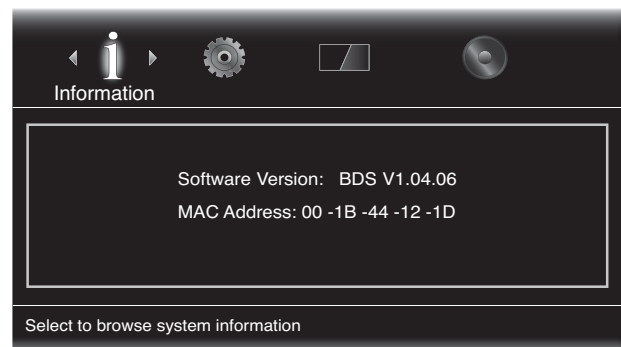 Information
Software Version: BDS V1.04.06
MAC Address: 00 -1B -44 -12 -1D
Select to browse system information